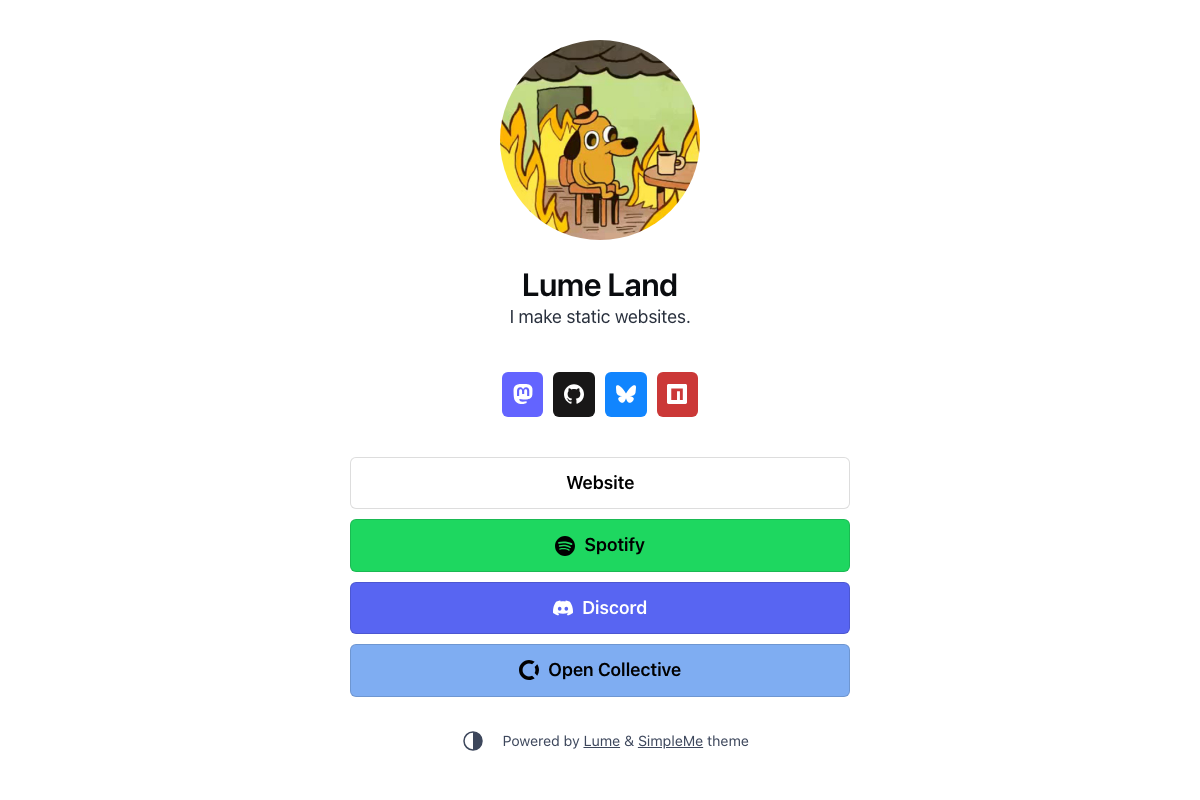 Lume Land
I make static websites.
Website
Spotify
Discord
Open Collective
Powered by Lume & SimpleMe theme